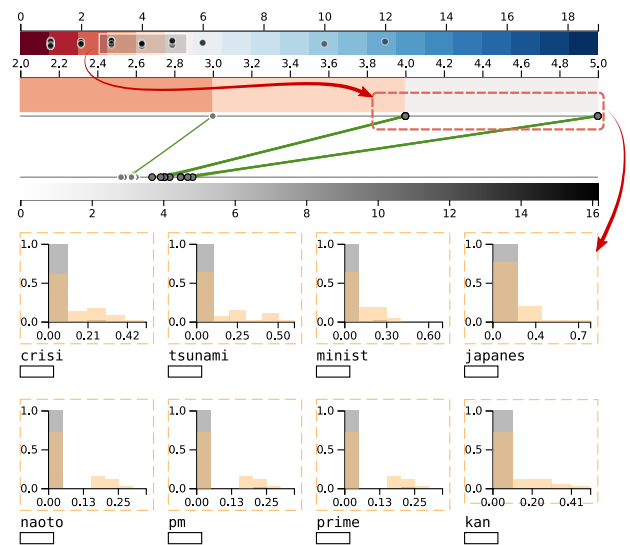 0 2 4 6 8 10 12 14 16 18
2.0 2.2 2.4 2.6 2.8 3.0 3.2 3.4 3.6 3.8 4.0 4.2 4.4 4.6 4.8 5.0
2.0 3.0 4.0 5.0
0 2 4 6 8 10 12 14 16
1.0 1.0 1.0 1.0
0.5 0.5 0.5 0.5
0.0 0.0 0.0 0.0
0.00 0.21 0.42 0.00 0.25 0.50 0.00 0.30 0.60 0.0 0.4 0.7
crisi tsunami minist japanes
1.0 1.0 1.0 1.0
0.5 0.5 0.5 0.5
0.0 0.0 0.0 0.0
0.00 0.13 0.25 0.00 0.13 0.25 0.00 0.13 0.25 0.00 0.20 0.41
naoto pm prime kan